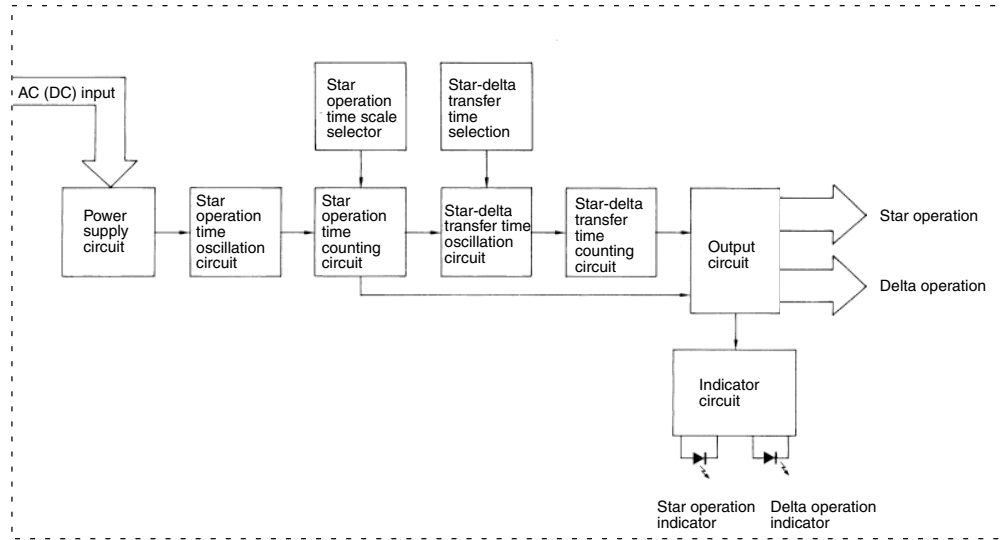 AC (DC) input
Star
operation
time scale
selector
Star-delta
transfer
time
selection
Power
supply
circuit
Star
operation
time
oscillation
circuit
Star
operation
time
counting
circuit
Star-delta
transfer time
oscillation
circuit
Star-delta
transfer
time
counting
circuit
Output
circuit
Star operation
Delta operation
Indicator
circuit
Star operation
indicator
Delta operation
indicator